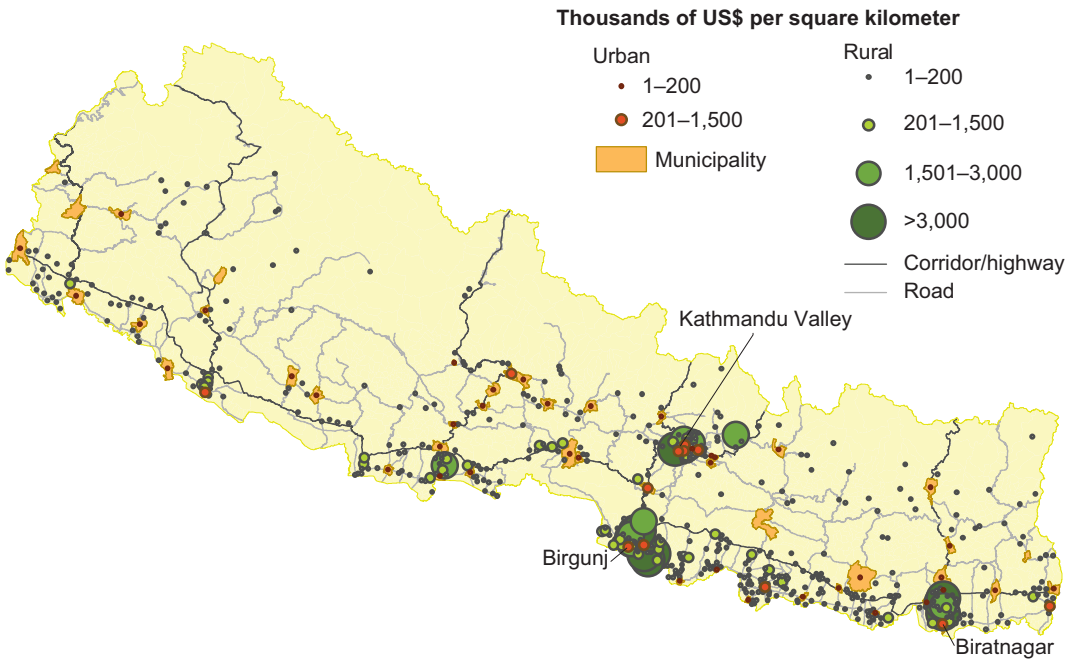 Thousands of US$ per square kilometer
Urban
1–200
201–1,500
Municipality
Rural
1–200
201–1,500
1,501–3,000
>3,000
Corridor/highway
Road
Kathmandu Valley
Birgunj
Biratnagar